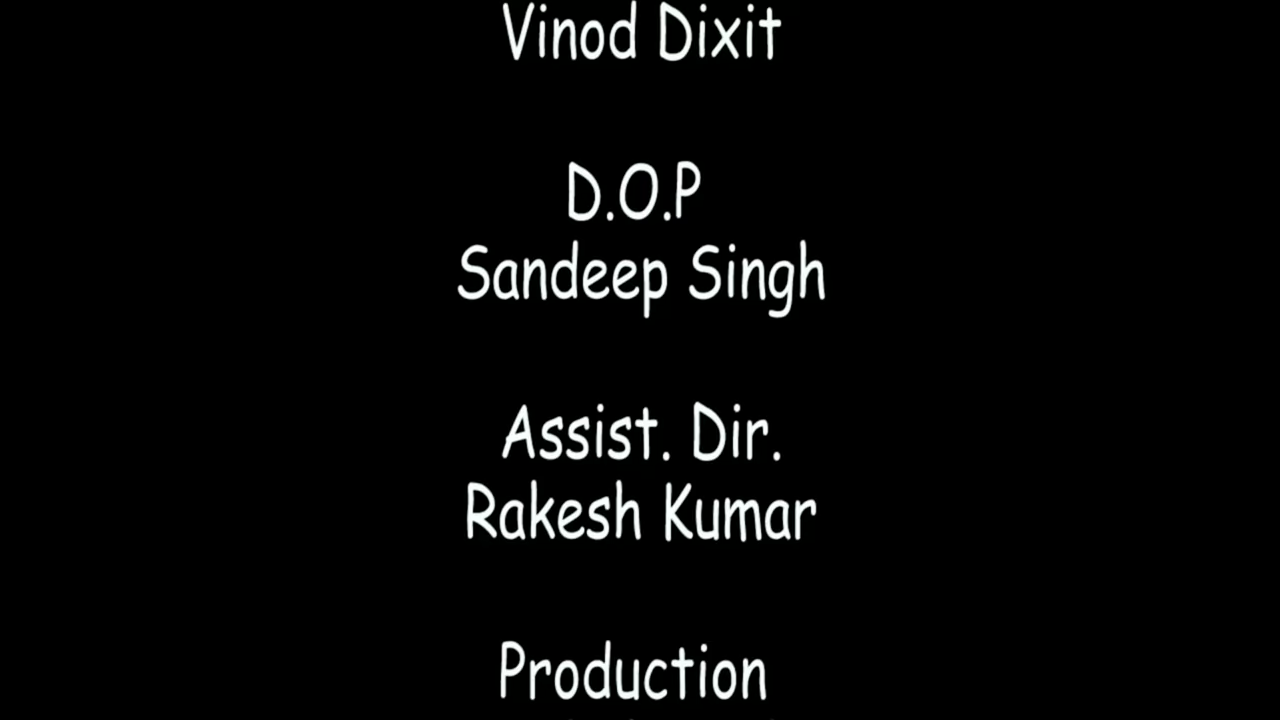 Vinod Dixit
D.O.P
Sandeep Singh
Assist. Dir.
Rakesh Kumar
Production